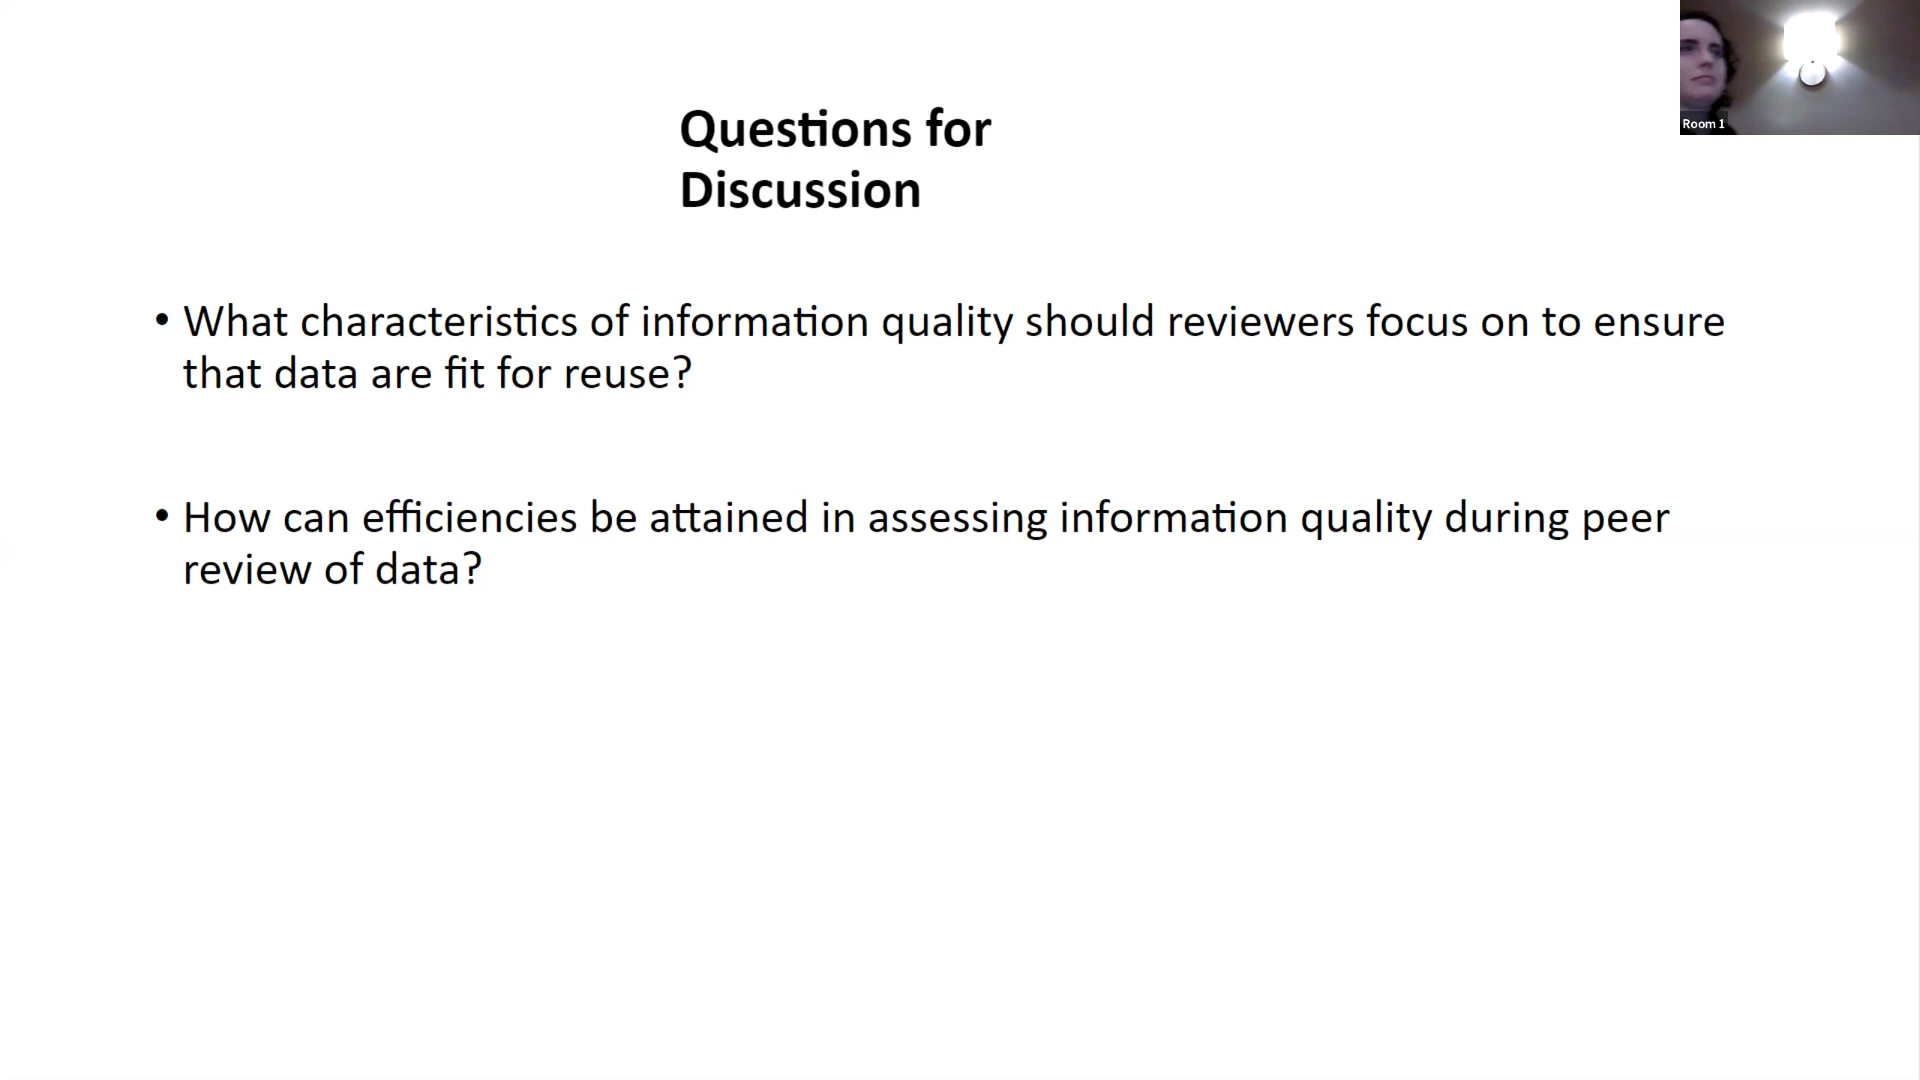 Questions for
Discussion
• What characteristics of information quality should reviewers focus on to ensure
that data are fit for reuse?
• How can efficiencies be attained in assessing information quality during peer
review of data?
Room 1